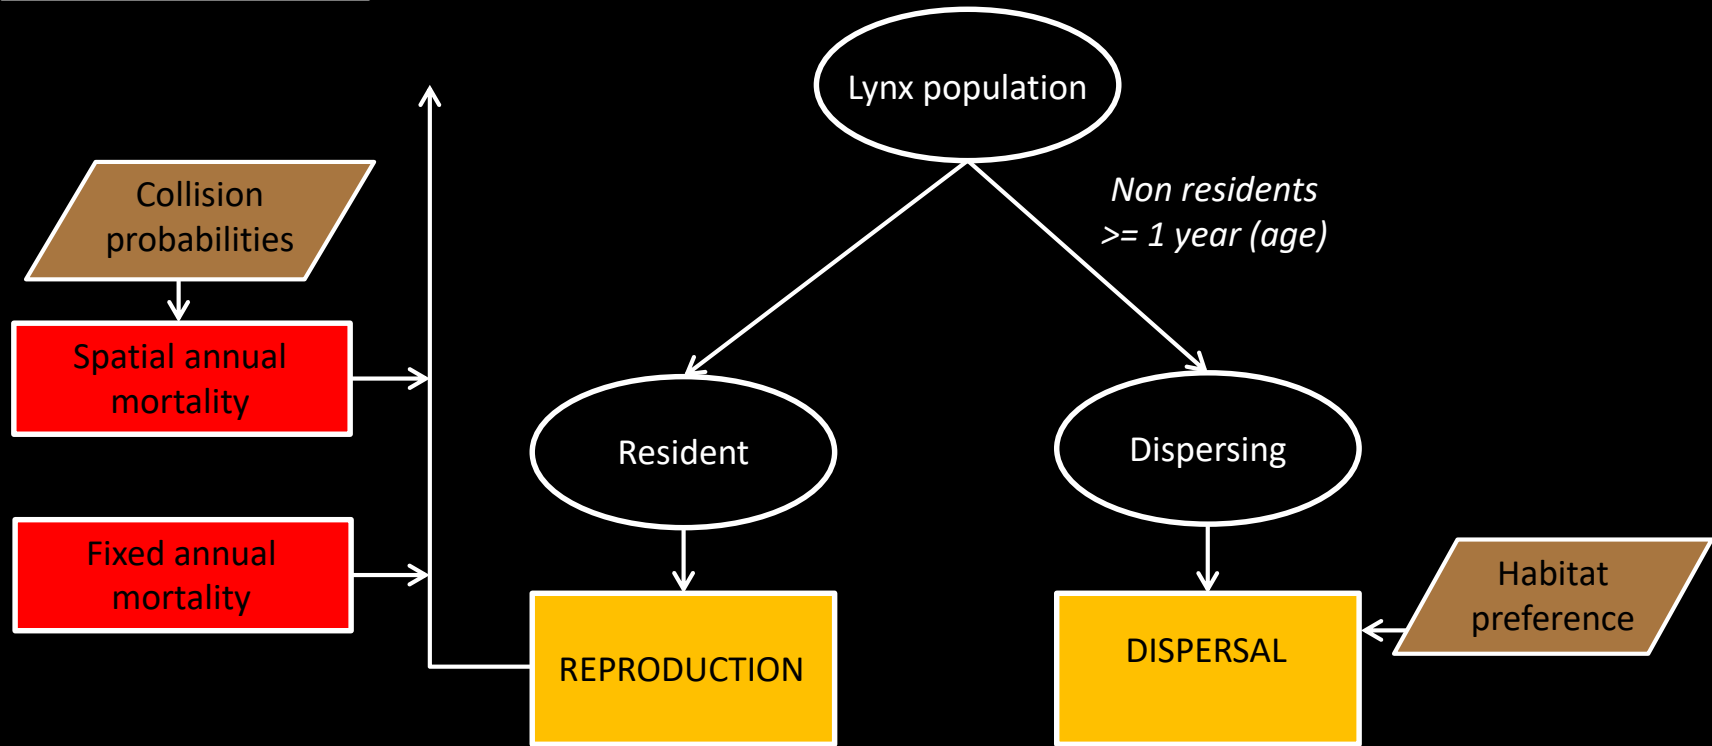 Lynx population
Non residents
>= 1 year (age)
Collision
probabilities
Spatial annual
mortality
Fixed annual
mortality
Resident
Dispersing
REPRODUCTION
DISPERSAL
Habitat
preference